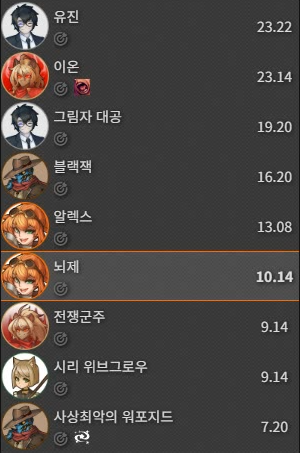 유진
23.22
이온
23.14
그림자 대공
19.20
블랙잭
16.20
알렉스
13.08
뇌제
10.14
전쟁군주
9.14
시리 위브그로우
9.14
사상최악의 워포지드
7.20